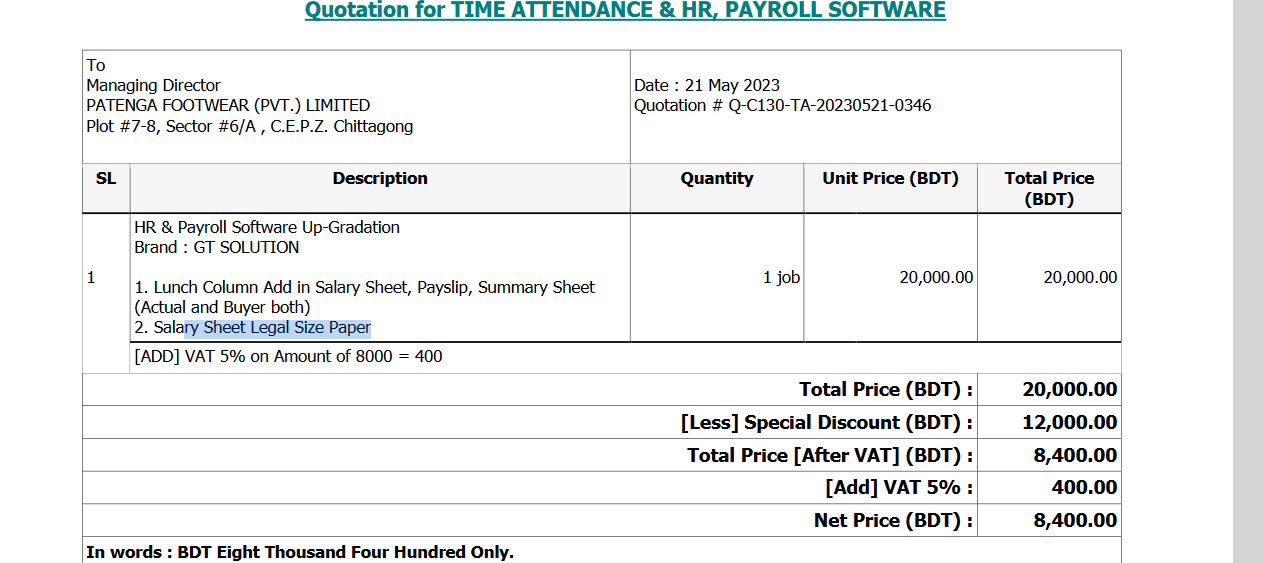 Quotation for TIME ATTENDANCE & HR, PAYROLL SOFTWARE
To
Managing Director
PATENGA FOOTWEAR (PVT.) LIMITED
Plot #7-8, Sector #6/A , C.E.P.Z. Chittagong
Date : 21 May 2023
Quotation # Q-C130-TA-20230521-0346
SL Description Quantity Unit Price (BDT) Total Price (BDT)
1
HR & Payroll Software Up-Gradation
Brand : GT SOLUTION
1. Lunch Column Add in Salary Sheet, Payslip, Summary Sheet
(Actual and Buyer both)
2. Salary Sheet Legal Size Paper
1 job 20,000.00 20,000.00
[ADD] VAT 5% on Amount of 8000 = 400
Total Price (BDT) : 20,000.00
[Less] Special Discount (BDT) : 12,000.00
Total Price [After VAT] (BDT) : 8,400.00
[Add] VAT 5% : 400.00
Net Price (BDT) : 8,400.00
In words : BDT Eight Thousand Four Hundred Only.